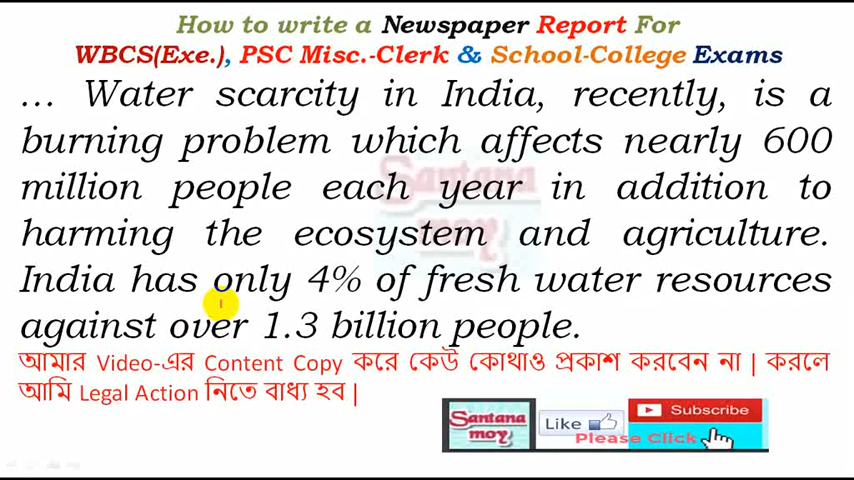 How to write a Newspaper Report For
WBCS(Exe.), PSC Misc.-Clerk & School-College Exams
... Water scarcity in India, recently, is a
burning problem which affects nearly 600
million people each year in addition to
harming the ecosystem and agriculture.
India has only 4% of fresh water resources
against over 1.3 billion people.
আমার Video-এর Content Copy করে কেউ কোথাও প্রকাশ করবেন না | করলে
আমি Legal Action নিতে বাধ্য হব |
Santana
moy
Like
Subscribe
Please Click
Santana
moy